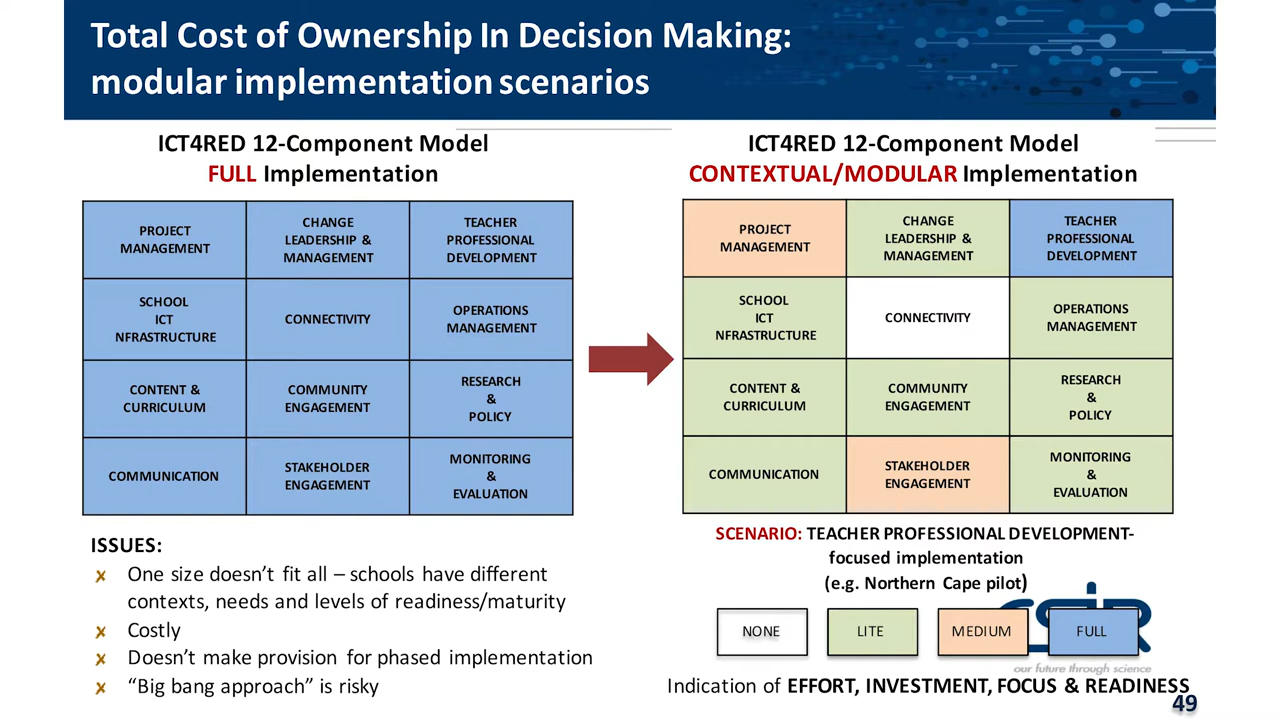 Total Cost of Ownership In Decision Making:
modular implementation scenarios
ICT4RED 12-Component Model
FULL Implementation
PROJECT
MANAGEMENT
CHANGE
LEADERSHIP &
MANAGEMENT
TEACHER
PROFESSIONAL
DEVELOPMENT
SCHOOL
ICT
NFRASTRUCTURE
CONNECTIVITY
OPERATIONS
MANAGEMENT
CONTENT &
CURRICULUM
COMMUNITY
ENGAGEMENT
RESEARCH
&
POLICY
COMMUNICATION
STAKEHOLDER
ENGAGEMENT
MONITORING
&
EVALUATION
ISSUES:
✘ One size doesn’t fit all – schools have different
contexts, needs and levels of readiness/maturity
✘ Costly
✘ Doesn’t make provision for phased implementation
✘ “Big bang approach” is risky
ICT4RED 12-Component Model
CONTEXTUAL/MODULAR Implementation
PROJECT
MANAGEMENT
CHANGE
LEADERSHIP &
MANAGEMENT
TEACHER
PROFESSIONAL
DEVELOPMENT
SCHOOL
ICT
NFRASTRUCTURE
CONNECTIVITY
OPERATIONS
MANAGEMENT
CONTENT &
CURRICULUM
COMMUNITY
ENGAGEMENT
RESEARCH
&
POLICY
COMMUNICATION
STAKEHOLDER
ENGAGEMENT
MONITORING
&
EVALUATION
SCENARIO: TEACHER PROFESSIONAL DEVELOPMENT-
focused implementation
(e.g. Northern Cape pilot)
NONE
LITE
MEDIUM
FULL
CSIR
our future through science
Indication of EFFORT, INVESTMENT, FOCUS & READINESS
49